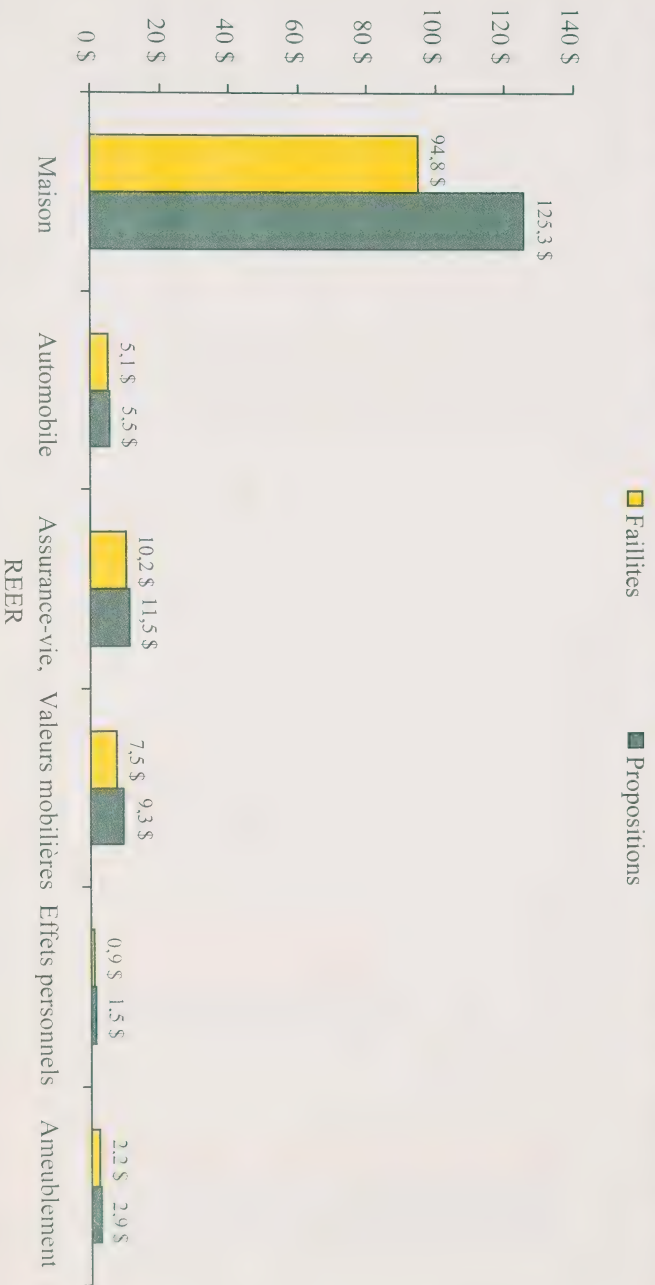 Faillites Propositions
140 $
120 $
100 $
80 $
60 $
40 $
20 $
0 $
94,8 $ 125,3 $
5,1 $ 5,5 $
10,2 $ 11,5 $
7,5 $ 9,3 $
0,9 $ 1,5 $
2,2 $ 2,9 $
Maison Automobile Assurance-vie, Valeurs mobilières Effets personnels Ameublement
REER